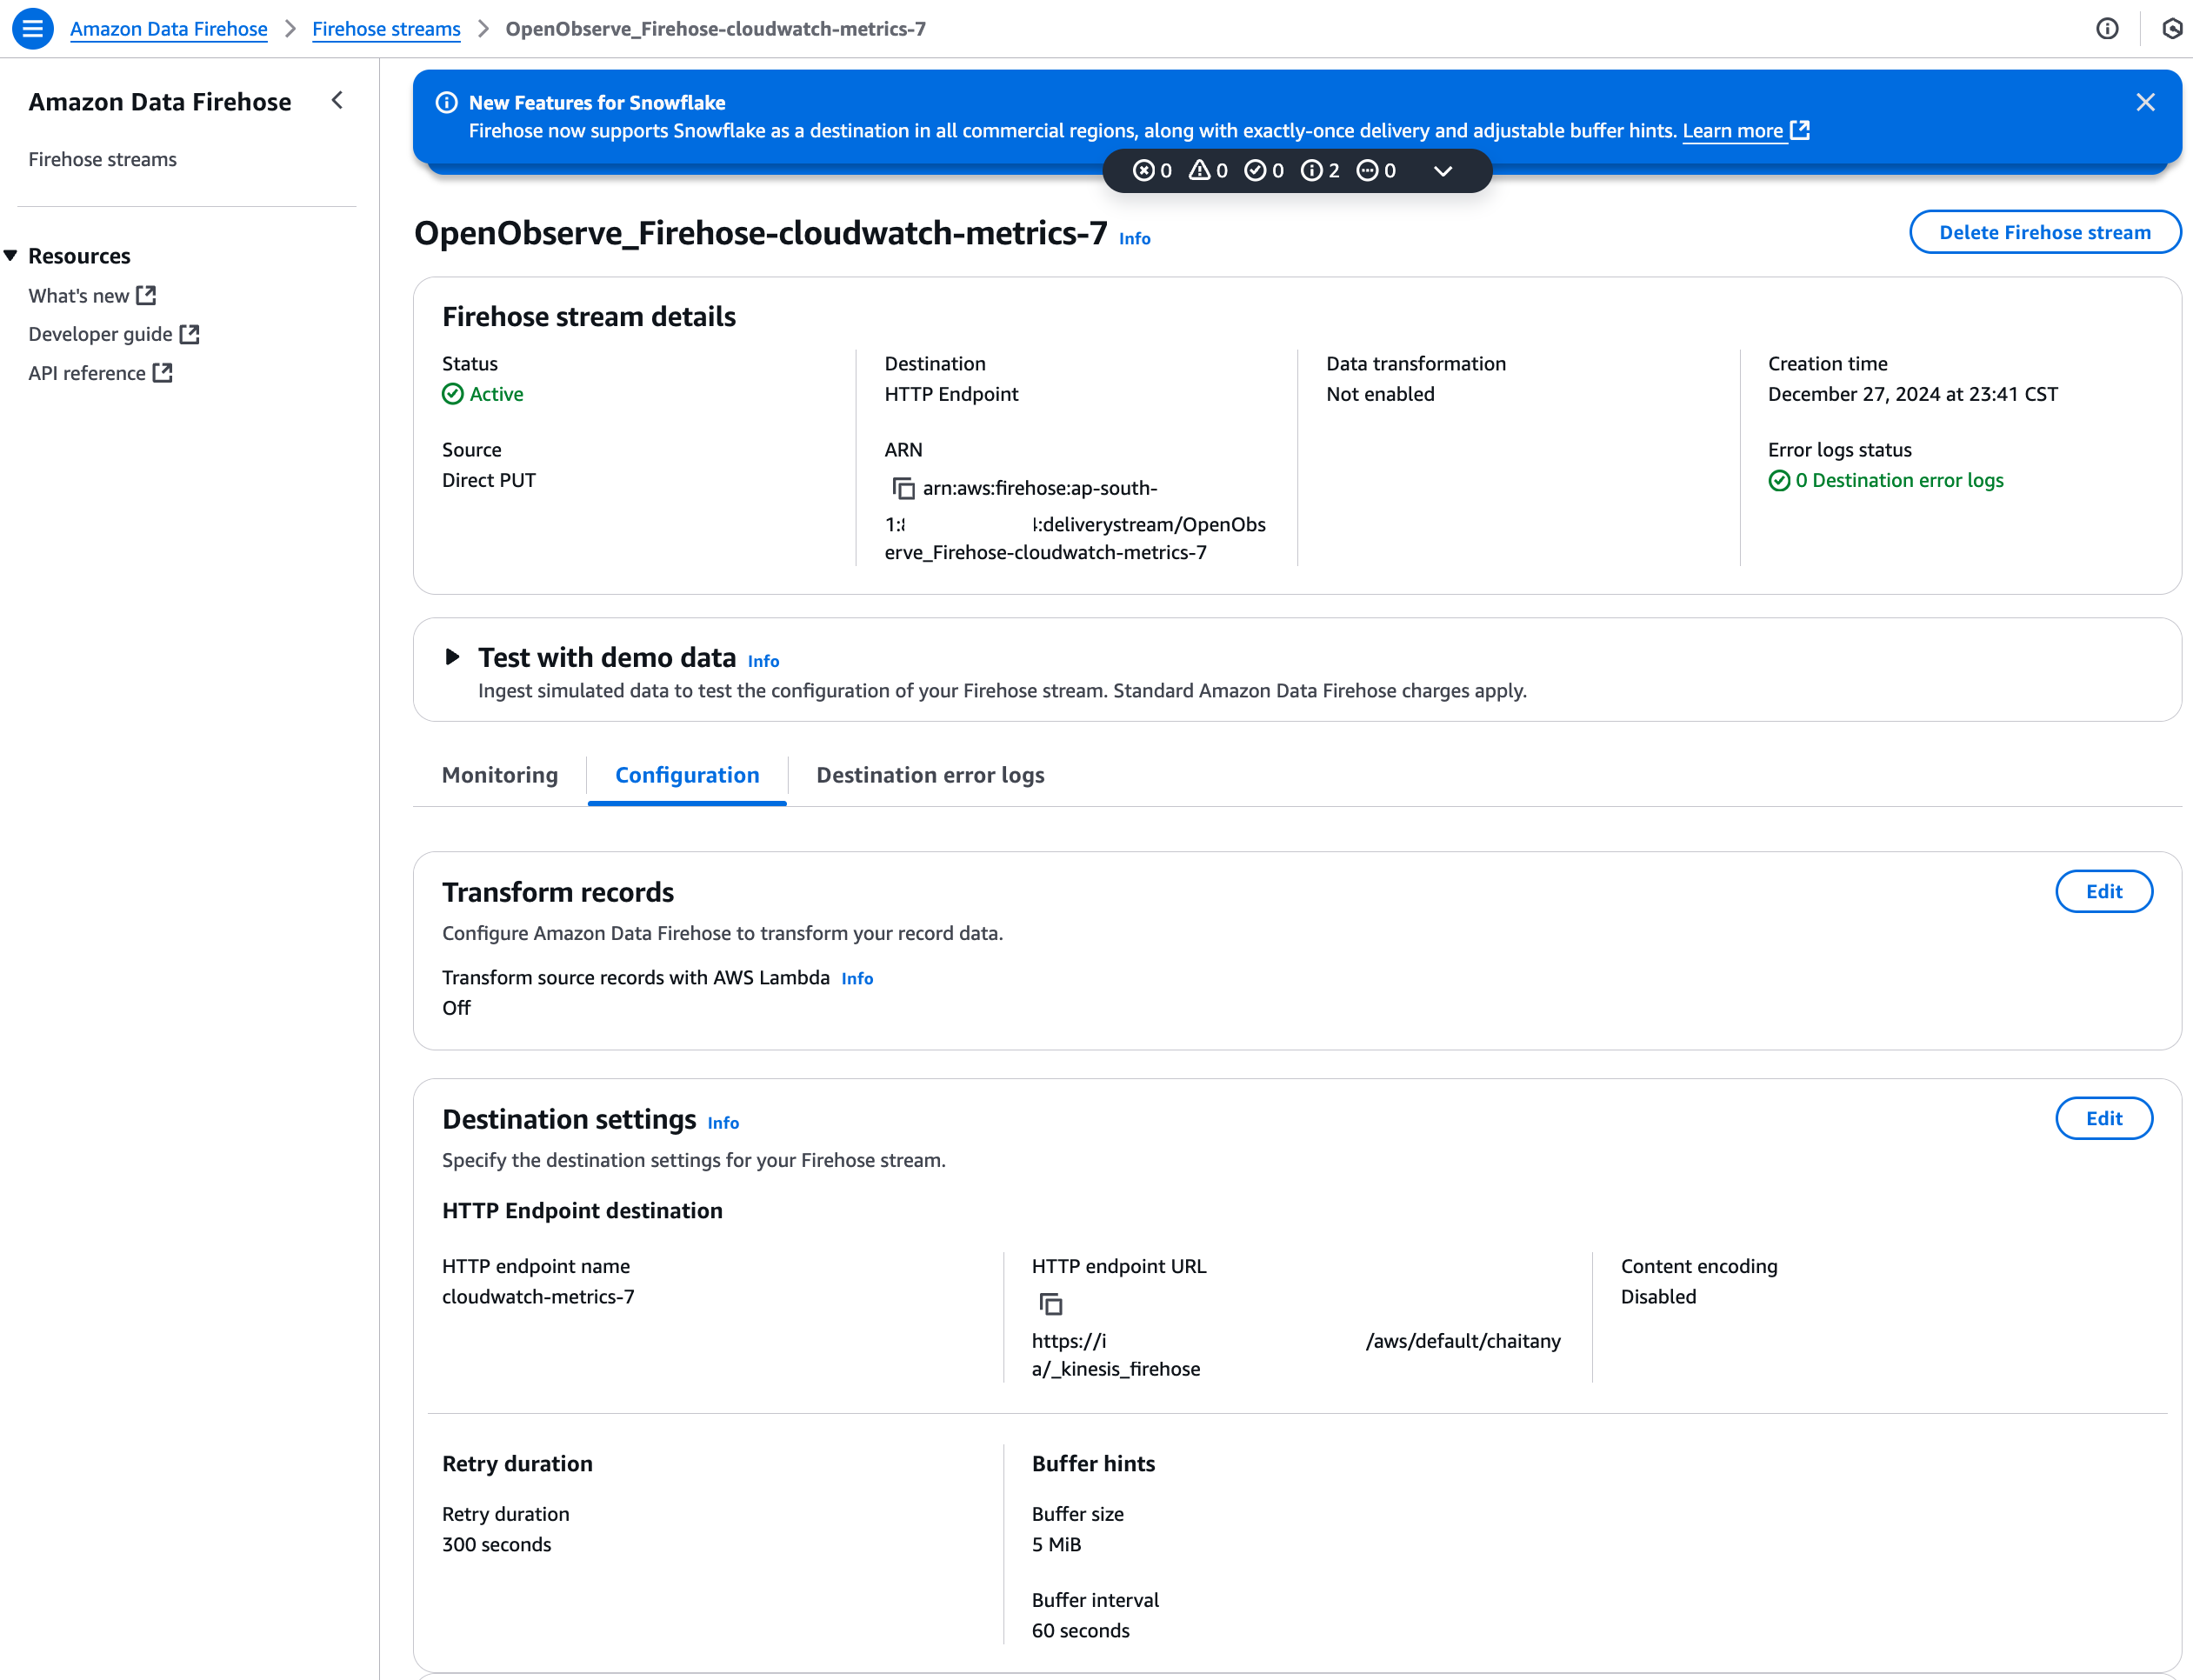 Amazon Data Firehose > Firehose streams > OpenObserve_Firehose-cloudwatch-metrics-7
Amazon Data Firehose
Firehose streams
Resources
What's new
Developer guide
API reference
New Features for Snowflake
Firehose now supports Snowflake as a destination in all commercial regions, along with exactly-once delivery and adjustable buffer hints. Learn more
0 0 0 2 0
OpenObserve_Firehose-cloudwatch-metrics-7 Info
Delete Firehose stream
Firehose stream details
Status
Active
Source
Direct PUT
Destination
HTTP Endpoint
ARN
arn:aws:firehose:ap-south-
1: :deliverystream/OpenObs
erve_Firehose-cloudwatch-metrics-7
Data transformation
Not enabled
Creation time
December 27, 2024 at 23:41 CST
Error logs status
0 Destination error logs
Test with demo data Info
Ingest simulated data to test the configuration of your Firehose stream. Standard Amazon Data Firehose charges apply.
Monitoring
Configuration
Destination error logs
Transform records
Edit
Configure Amazon Data Firehose to transform your record data.
Transform source records with AWS Lambda Info
Off
Destination settings Info
Edit
Specify the destination settings for your Firehose stream.
HTTP Endpoint destination
HTTP endpoint name
cloudwatch-metrics-7
HTTP endpoint URL
https://i /aws/default/chaitany
a/_kinesis_firehose
Content encoding
Disabled
Retry duration
Retry duration
300 seconds
Buffer hints
Buffer size
5 MiB
Buffer interval
60 seconds